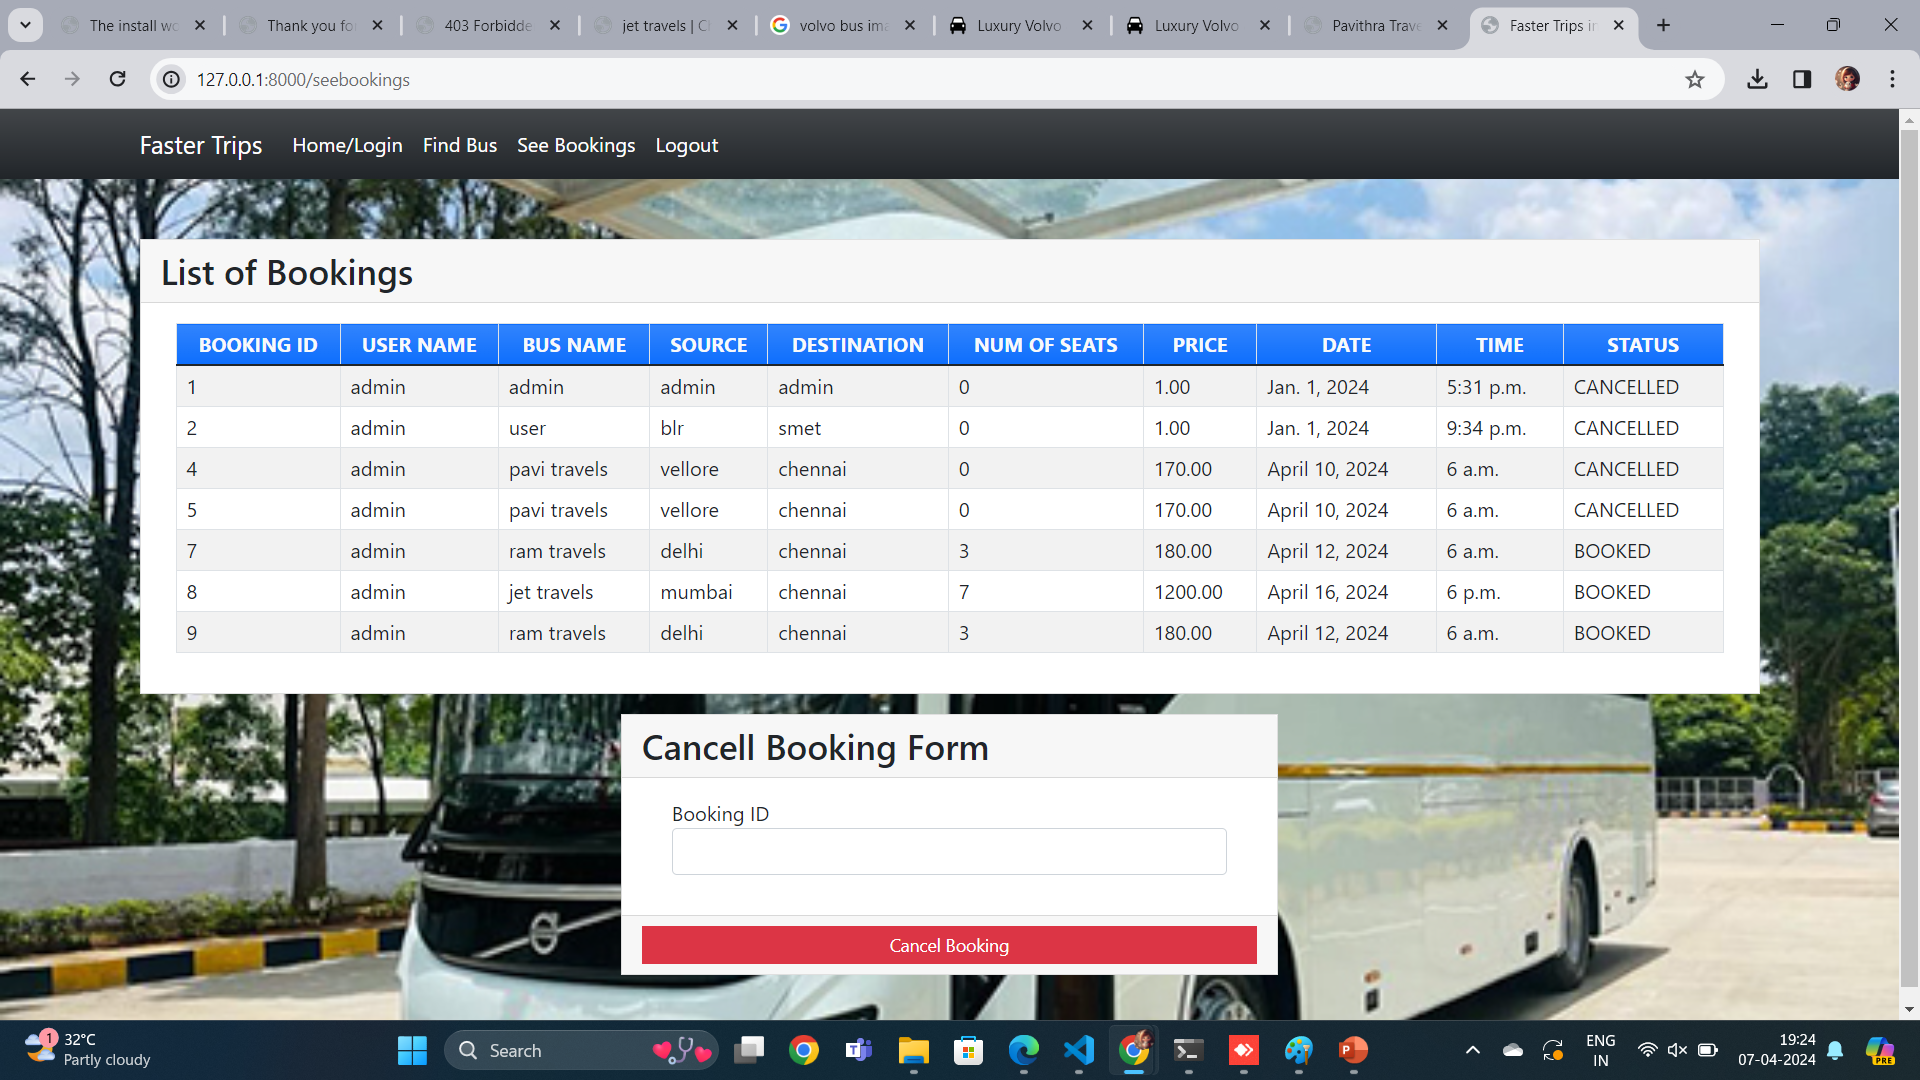 The install wo
Thank you fo
403 Forbidde
jet travels | Ch
volvo bus ima
Luxury Volvo
Luxury Volvo
Pavithra Trave
Faster Trips in
127.0.0.1:8000/seebookings
Faster Trips Home/Login Find Bus See Bookings Logout
List of Bookings
BOOKING ID USER NAME BUS NAME SOURCE DESTINATION NUM OF SEATS PRICE DATE TIME STATUS
1 admin admin admin admin 0 1.00 Jan. 1, 2024 5:31 p.m. CANCELLED
2 admin user blr smet 0 1.00 Jan. 1, 2024 9:34 p.m. CANCELLED
4 admin pavi travels vellore chennai 0 170.00 April 10, 2024 6 a.m. CANCELLED
5 admin pavi travels vellore chennai 0 170.00 April 10, 2024 6 a.m. CANCELLED
7 admin ram travels delhi chennai 3 180.00 April 12, 2024 6 a.m. BOOKED
8 admin jet travels mumbai chennai 7 1200.00 April 16, 2024 6 p.m. BOOKED
9 admin ram travels delhi chennai 3 180.00 April 12, 2024 6 a.m. BOOKED
Cancell Booking Form
Booking ID
Cancel Booking
1
32°C
Partly cloudy
Search
ENG
IN
19:24
07-04-2024
PRE